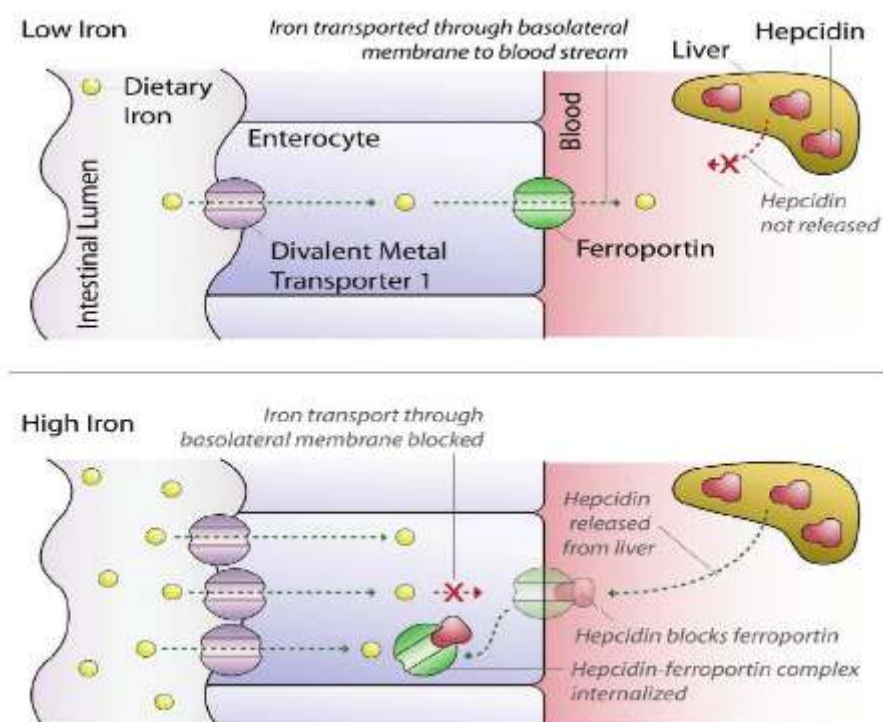 Low Iron
Iron transported through basolateral
membrane to blood stream
Liver
Hepcidin
Dietary
Iron
Enterocyte
Blood
Intestinal Lumen
Hepcidin
not released
Divalent Metal
Transporter 1
Ferroportin
High Iron
Iron transport through
basolateral membrane blocked
Hepcidin
released
from liver
Hepcidin blocks ferroportin
Hepcidin-ferroportin complex
internalized